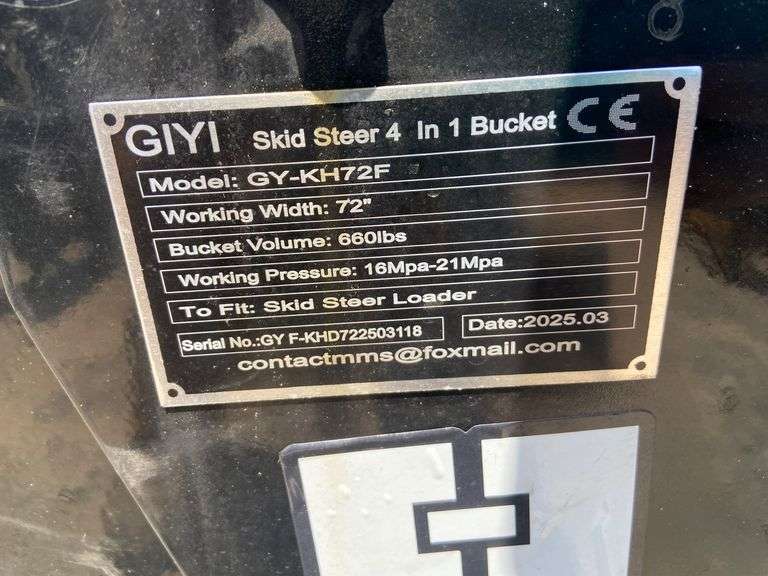 GIYI Skid Steer 4 In 1 Bucket CE
Model: GY-KH72F
Working Width: 72"
Bucket Volume: 660lbs
Working Pressure: 16Mpa-21Mpa
To Fit: Skid Steer Loader
Serial No.:GY F-KHD722503118 Date:2025.03
contactmms@foxmail.com